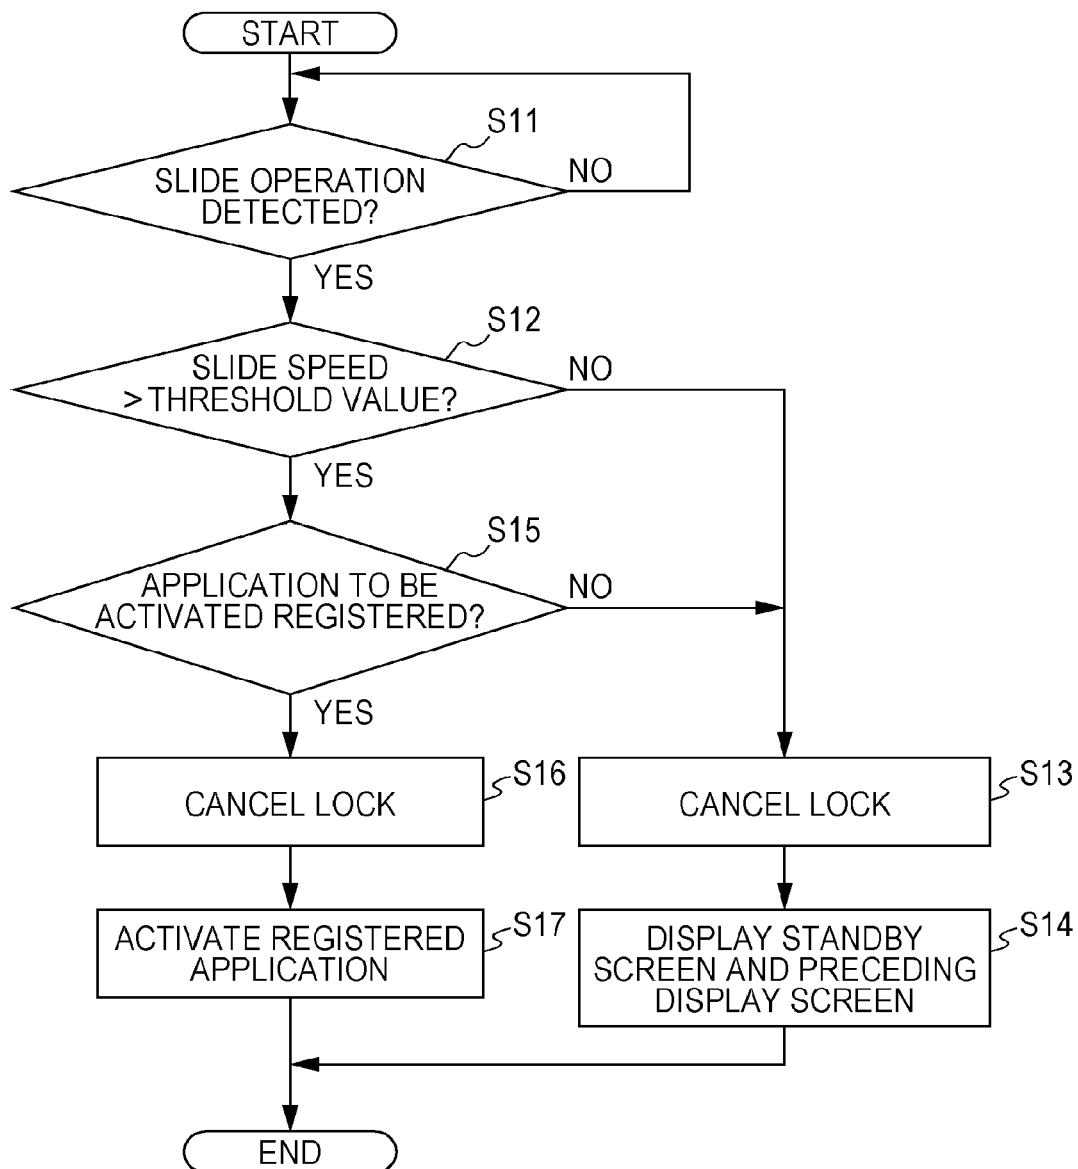 START
S11
SLIDE OPERATION
DETECTED?
NO
YES
S12
SLIDE SPEED
> THRESHOLD VALUE?
NO
YES
S15
APPLICATION TO BE
ACTIVATED REGISTERED?
NO
YES
CANCEL LOCK
S16
CANCEL LOCK
S13
ACTIVATE REGISTERED
APPLICATION
S17
DISPLAY STANDBY
SCREEN AND PRECEDING
DISPLAY SCREEN
S14
END